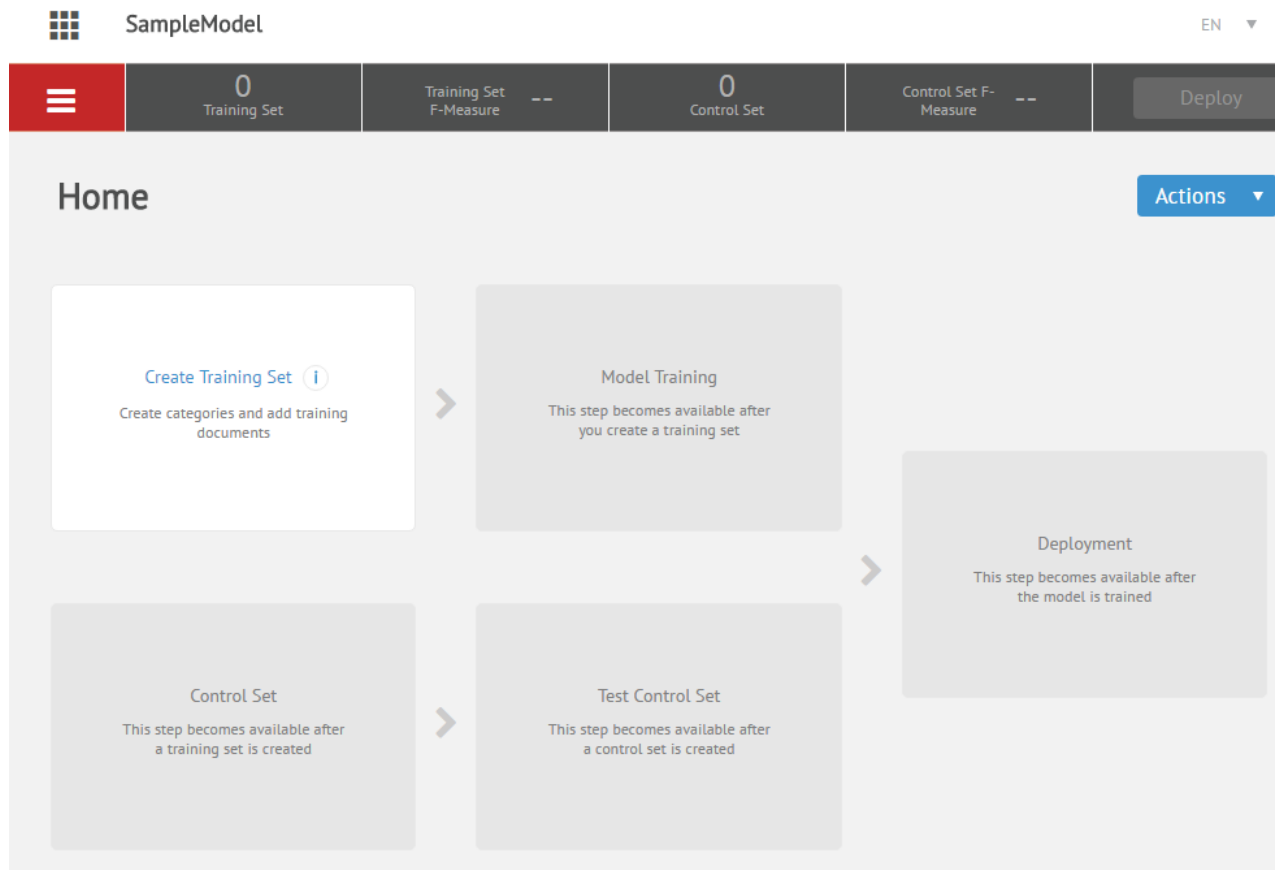 SampleModel
EN
0
Training Set
Training Set
F-Measure
--
0
Control Set
Control Set F-
Measure
--
Deploy
Home
Actions
Create Training Set i
Create categories and add training
documents
Model Training
This step becomes available after
you create a training set
Deployment
This step becomes available after
the model is trained
Control Set
This step becomes available after
a training set is created
Test Control Set
This step becomes available after
a control set is created